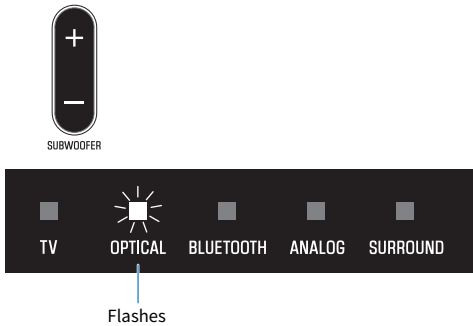 +
−
SUBWOOFER
TV OPTICAL BLUETOOTH ANALOG SURROUND
Flashes